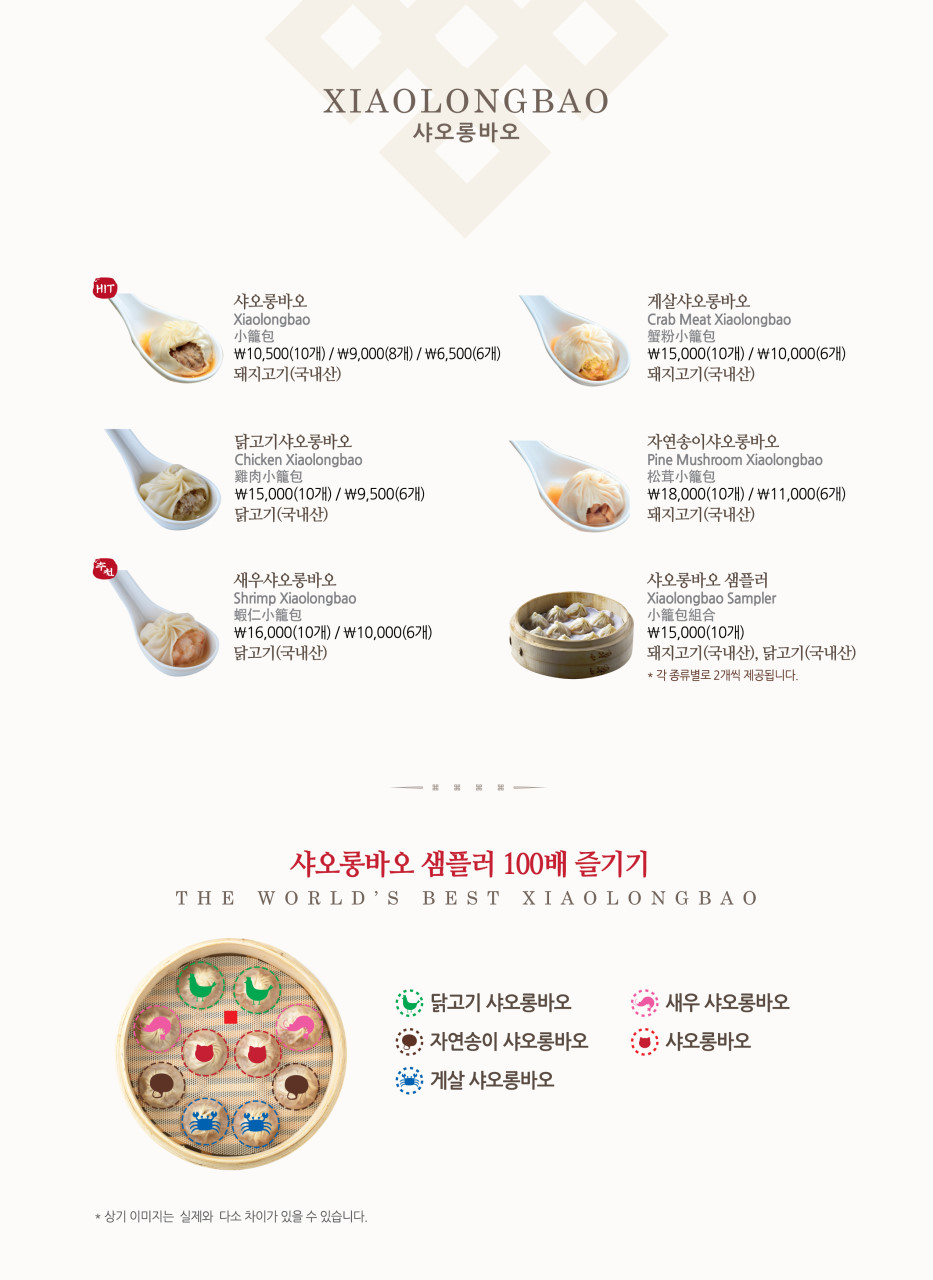 XIAOLONGBAO
샤오롱바오
HIT
샤오롱바오
Xiaolongbao
小籠包
₩10,500(10개) / ₩9,000(8개) / ₩6,500(6개)
돼지고기(국내산)
게살샤오롱바오
Crab Meat Xiaolongbao
蟹粉小籠包
₩15,000(10개) / ₩10,000(6개)
돼지고기(국내산)
닭고기샤오롱바오
Chicken Xiaolongbao
雞肉小籠包
₩15,000(10개) / ₩9,500(6개)
닭고기(국내산)
자연송이샤오롱바오
Pine Mushroom Xiaolongbao
松茸小籠包
₩18,000(10개) / ₩11,000(6개)
돼지고기(국내산)
추천
새우샤오롱바오
Shrimp Xiaolongbao
蝦仁小籠包
₩16,000(10개) / ₩10,000(6개)
닭고기(국내산)
샤오롱바오 샘플러
Xiaolongbao Sampler
小籠包組合
₩15,000(10개)
돼지고기(국내산), 닭고기(국내산)
* 각 종류별로 2개씩 제공됩니다.
샤오롱바오 샘플러 100배 즐기기
THE WORLD'S BEST XIAOLONGBAO
닭고기 샤오롱바오
새우 샤오롱바오
자연송이 샤오롱바오
샤오롱바오
게살 샤오롱바오
* 상기 이미지는 실제와 다소 차이가 있을 수 있습니다.